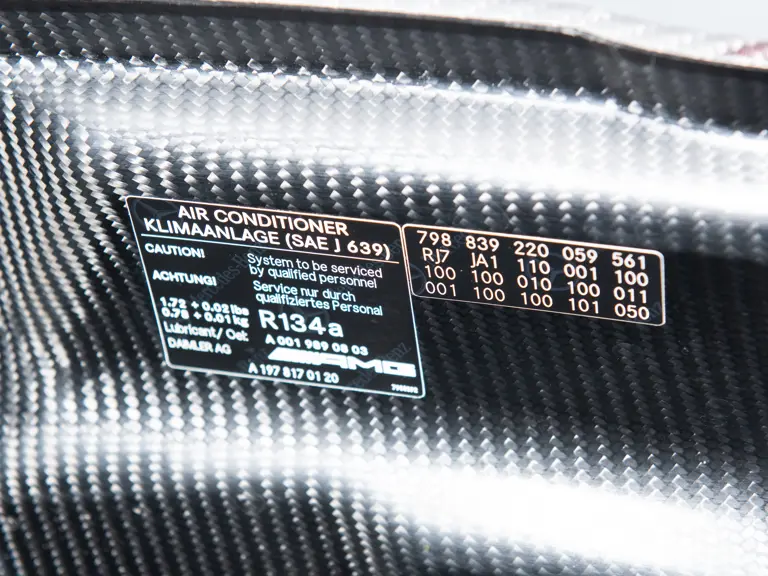 AIR CONDITIONER
KLIMAANLAGE (SAE J 639)
CAUTION! System to be serviced
by qualified personnel
ACHTUNG! Service nur durch
qualifiziertes Personal
1.72 + 0.02 lbs
0.78 + 0.01 kg R134a
Lubricant / Oel: A 001 989 08 03
DAIMLER AG AMG
A 197 817 01 20
798 839 220 059 561
RJ7 JA1 110 001 100
100 100 010 100 011
001 100 100 101 050